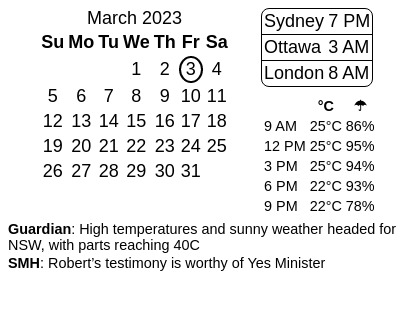 March 2023
Su Mo Tu We Th Fr Sa
1 2 3 4
5 6 7 8 9 10 11
12 13 14 15 16 17 18
19 20 21 22 23 24 25
26 27 28 29 30 31
Sydney 7 PM
Ottawa 3 AM
London 8 AM
°C ☂
9 AM 25°C 86%
12 PM 25°C 95%
3 PM 25°C 94%
6 PM 22°C 93%
9 PM 22°C 78%
Guardian: High temperatures and sunny weather headed for
NSW, with parts reaching 40C
SMH: Robert’s testimony is worthy of Yes Minister